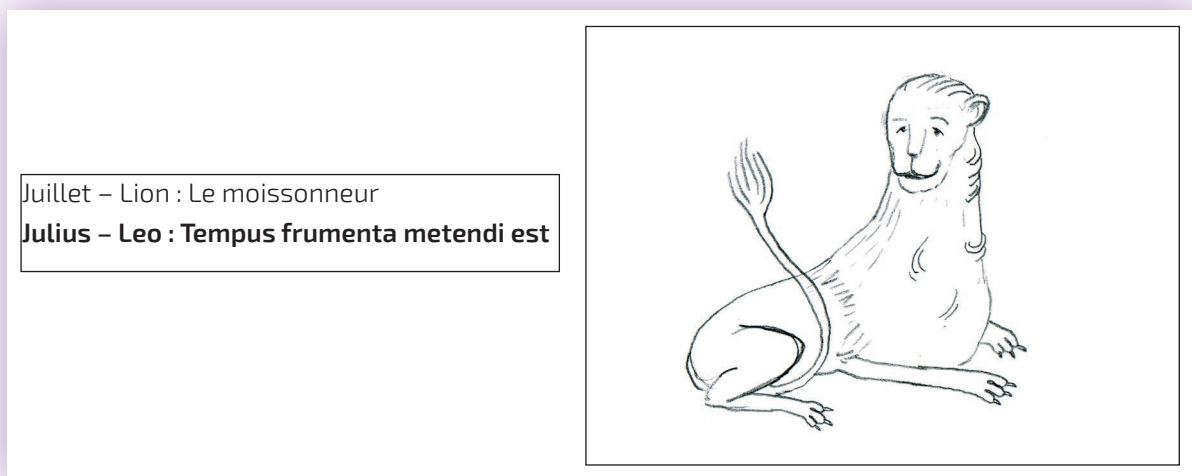 Juillet – Lion : Le moissonneur
Julius – Leo : Tempus frumenta metendi est